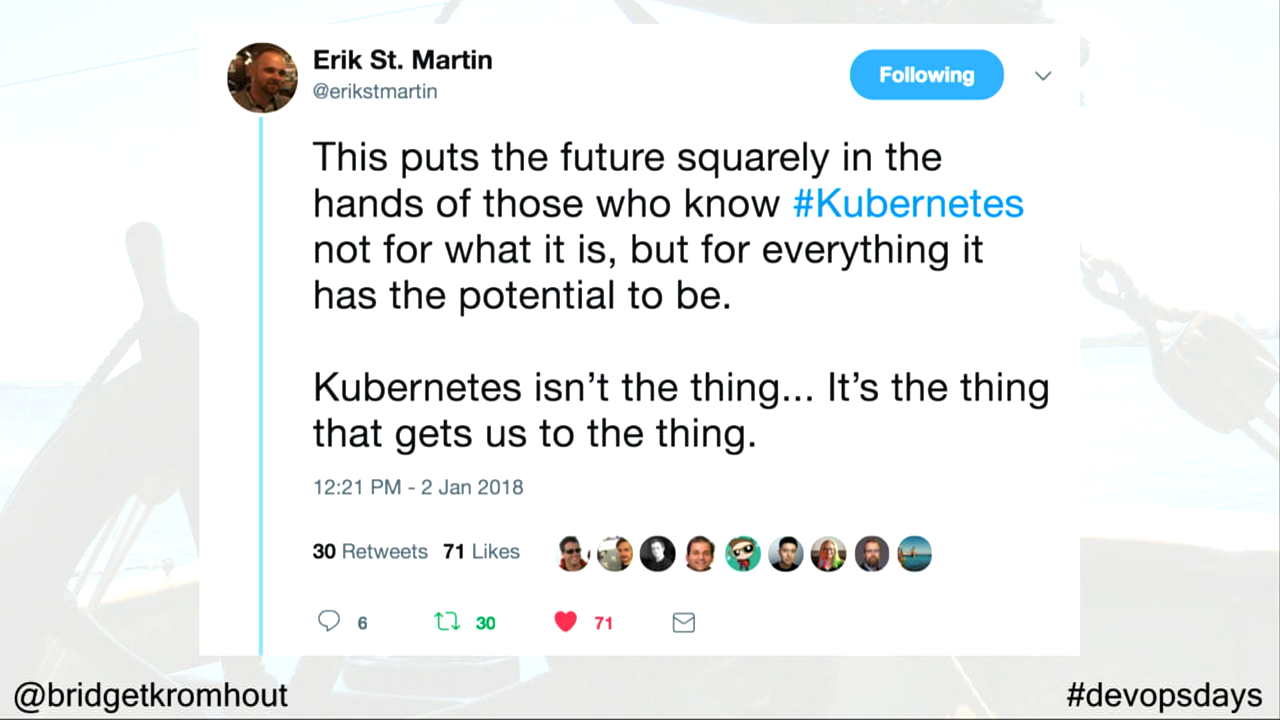 Erik St. Martin
@erikstmartin
Following
This puts the future squarely in the
hands of those who know #Kubernetes
not for what it is, but for everything it
has the potential to be.
Kubernetes isn’t the thing... It’s the thing
that gets us to the thing.
12:21 PM - 2 Jan 2018
30 Retweets 71 Likes
6 30 71
@bridgetkromhout #devopsdays